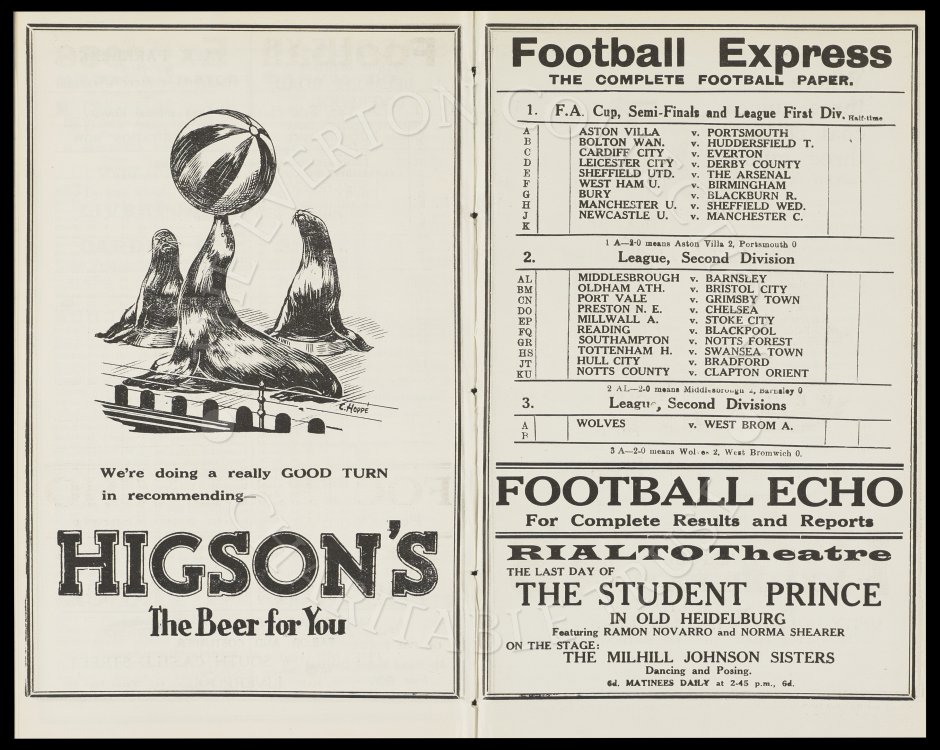 C. HOPPÉ
We're doing a really GOOD TURN
in recommending—
HIGSON'S
The Beer for You
Football Express
THE COMPLETE FOOTBALL PAPER.
1. F.A. Cup, Semi-Finals and League First Div. Half-time
A ASTON VILLA v. PORTSMOUTH
B BOLTON WAN. v. HUDDERSFIELD T.
C CARDIFF CITY v. EVERTON
D LEICESTER CITY v. DERBY COUNTY
E SHEFFIELD UTD. v. THE ARSENAL
F WEST HAM U. v. BIRMINGHAM
G BURY v. BLACKBURN R.
H MANCHESTER U. v. SHEFFIELD WED.
J NEWCASTLE U. v. MANCHESTER C.
K
1 A—2-0 means Aston Villa 2, Portsmouth 0
2. League, Second Division
AL MIDDLESBROUGH v. BARNSLEY
BM OLDHAM ATH. v. BRISTOL CITY
CN PORT VALE v. GRIMSBY TOWN
DO PRESTON N. E. v. CHELSEA
EP MILLWALL A. v. STOKE CITY
FQ READING v. BLACKPOOL
GR SOUTHAMPTON v. NOTTS FOREST
HS TOTTENHAM H. v. SWANSEA TOWN
JT HULL CITY v. BRADFORD
KU NOTTS COUNTY v. CLAPTON ORIENT
2 AL—2-0 means Middlesbrough 2, Barnsley 0
3. League, Second Divisions
A WOLVES v. WEST BROM A.
B
3 A—2-0 means Wolves 2, West Bromwich 0.
FOOTBALL ECHO
For Complete Results and Reports
RIALTO Theatre
THE LAST DAY OF
THE STUDENT PRINCE
IN OLD HEIDELBURG
Featuring RAMON NOVARRO and NORMA SHEARER
ON THE STAGE:
THE MILHILL JOHNSON SISTERS
Dancing and Posing.
6d. MATINEES DAILY at 2-45 p.m., 6d.